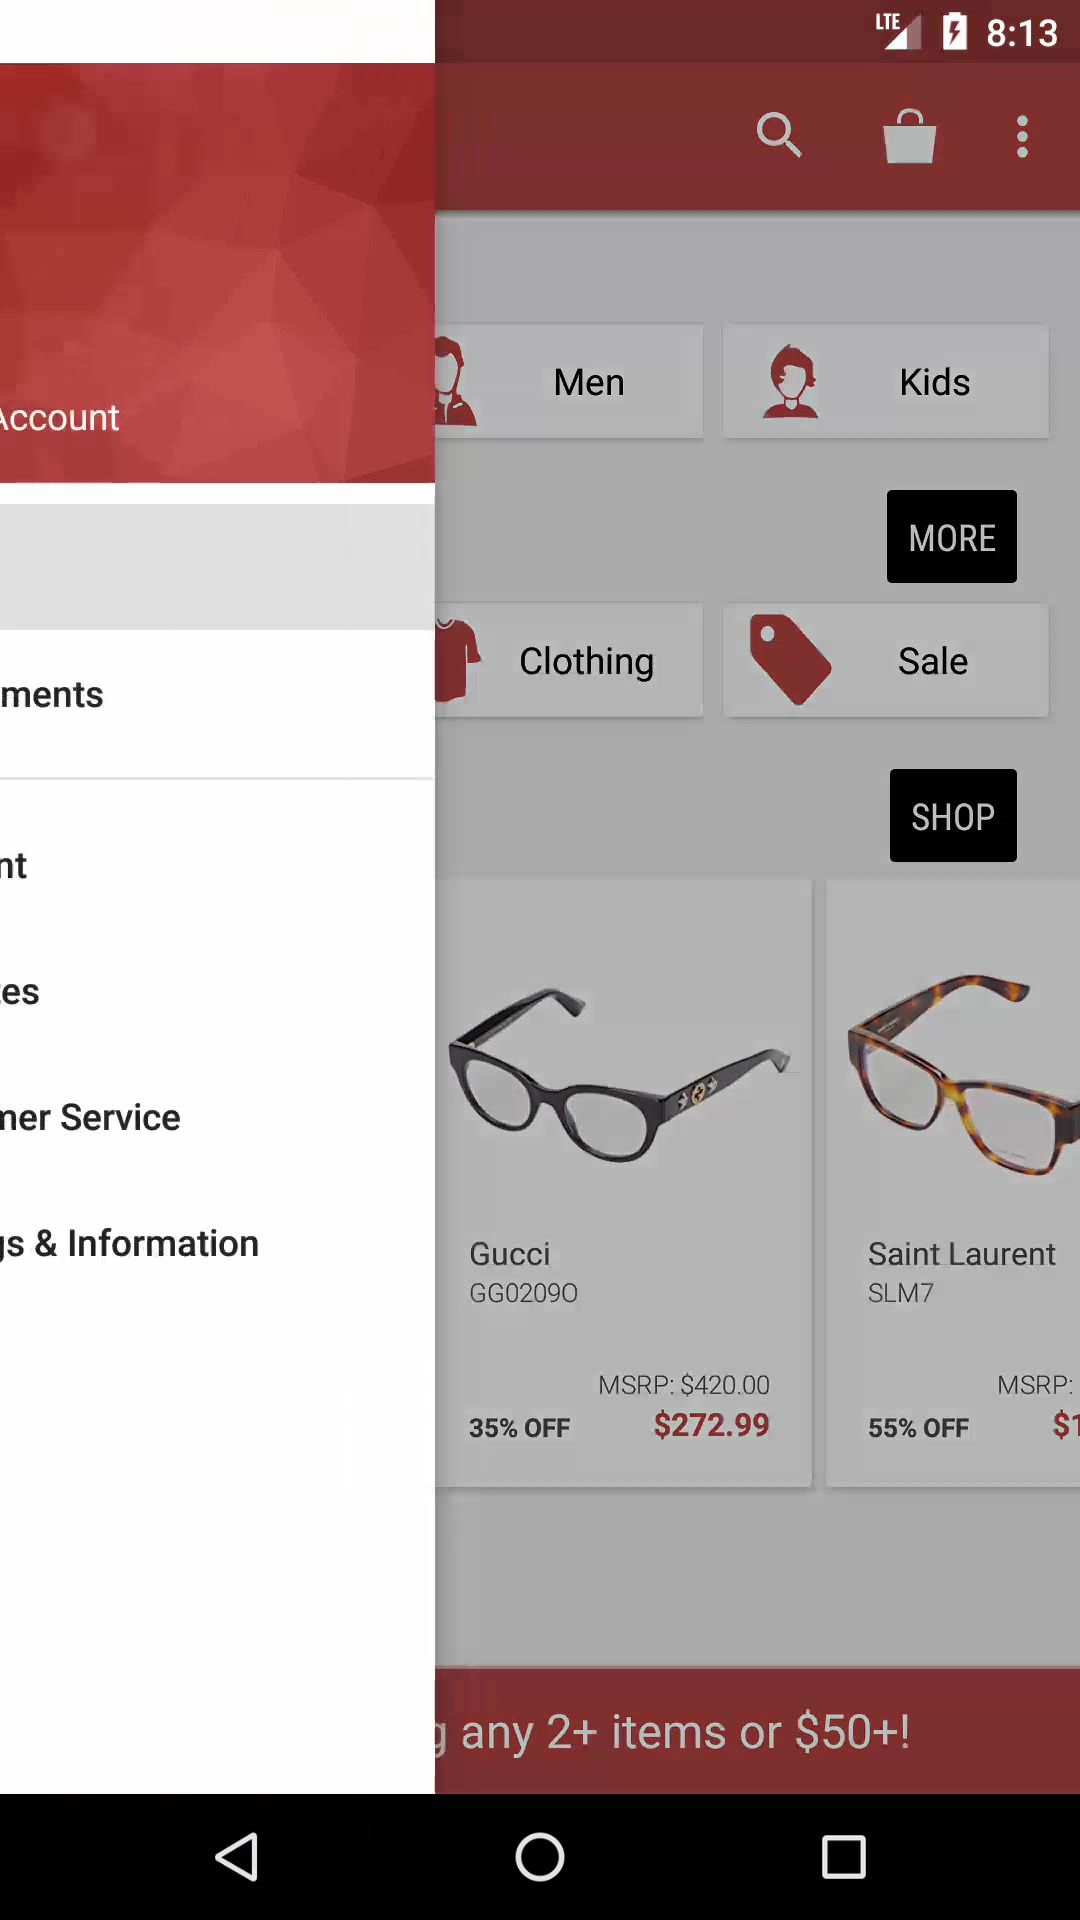 LTE 8:13
Account
Men
Kids
MORE
ments
Clothing
Sale
SHOP
nt
tes
mer Service
gs & Information
Gucci
GG0209O
MSRP: $420.00
35% OFF
$272.99
Saint Laurent
SLM7
MSRP:
55% OFF
$1
g any 2+ items or $50+!